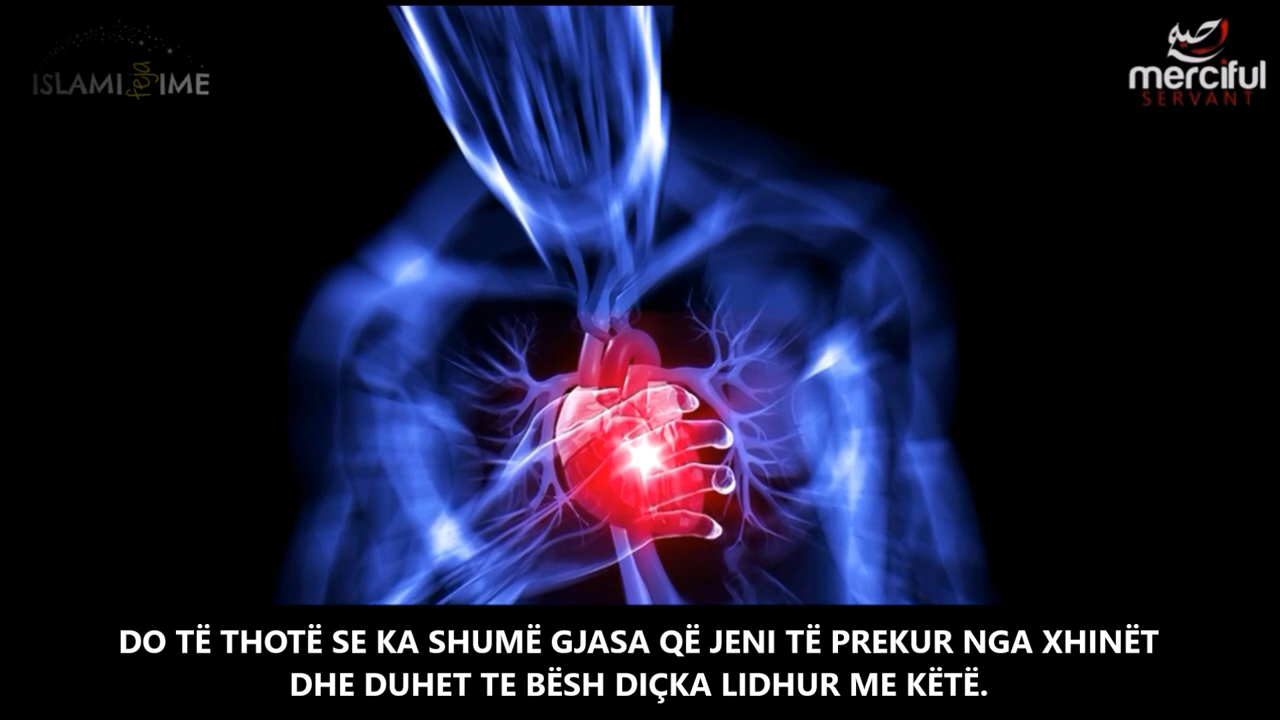 ISLAMI feja IME
merciful
SERVANT
DO TË THOTË SE KA SHUMË GJASA QË JENI TË PREKUR NGA XHINËT
DHE DUHET TE BËSH DIÇKA LIDHUR ME KËTË.